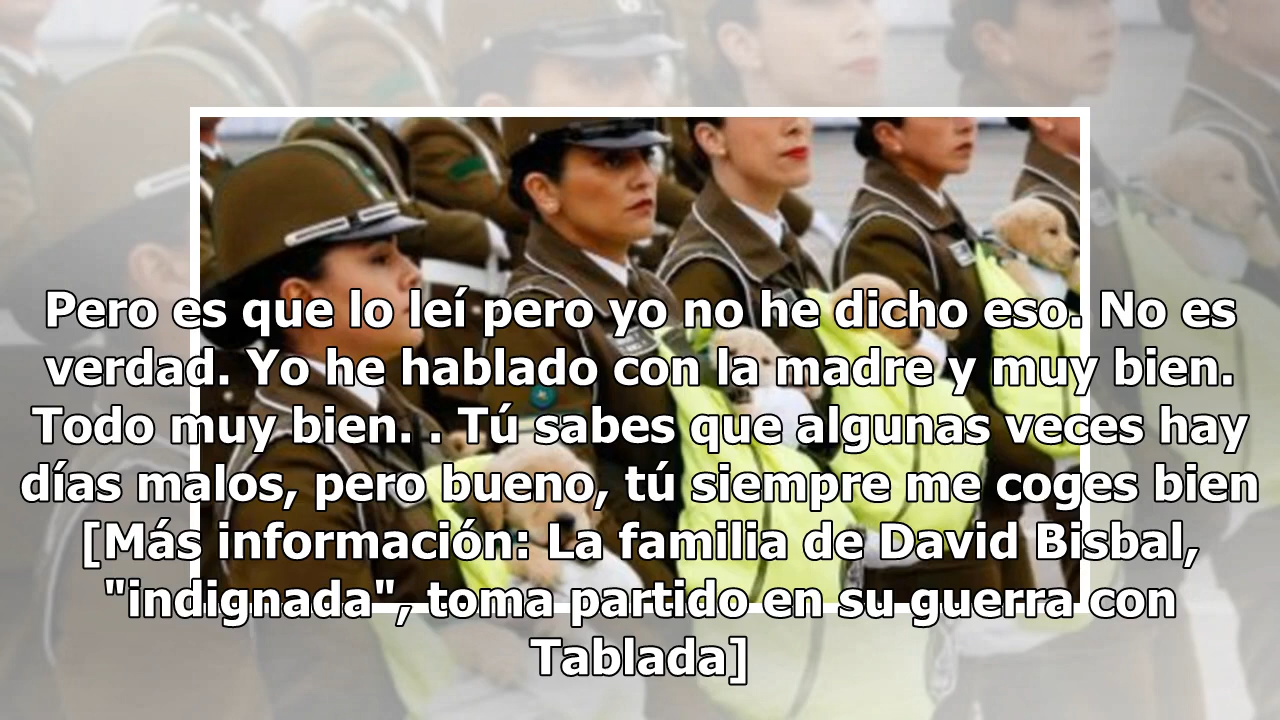 Pero es que lo leí pero yo no he dicho eso. No es
verdad. Yo he hablado con la madre y muy bien.
Todo muy bien. . Tú sabes que algunas veces hay
días malos, pero bueno, tú siempre me coges bien
[Más información: La familia de David Bisbal,
"indignada", toma partido en su guerra con
Tablada]